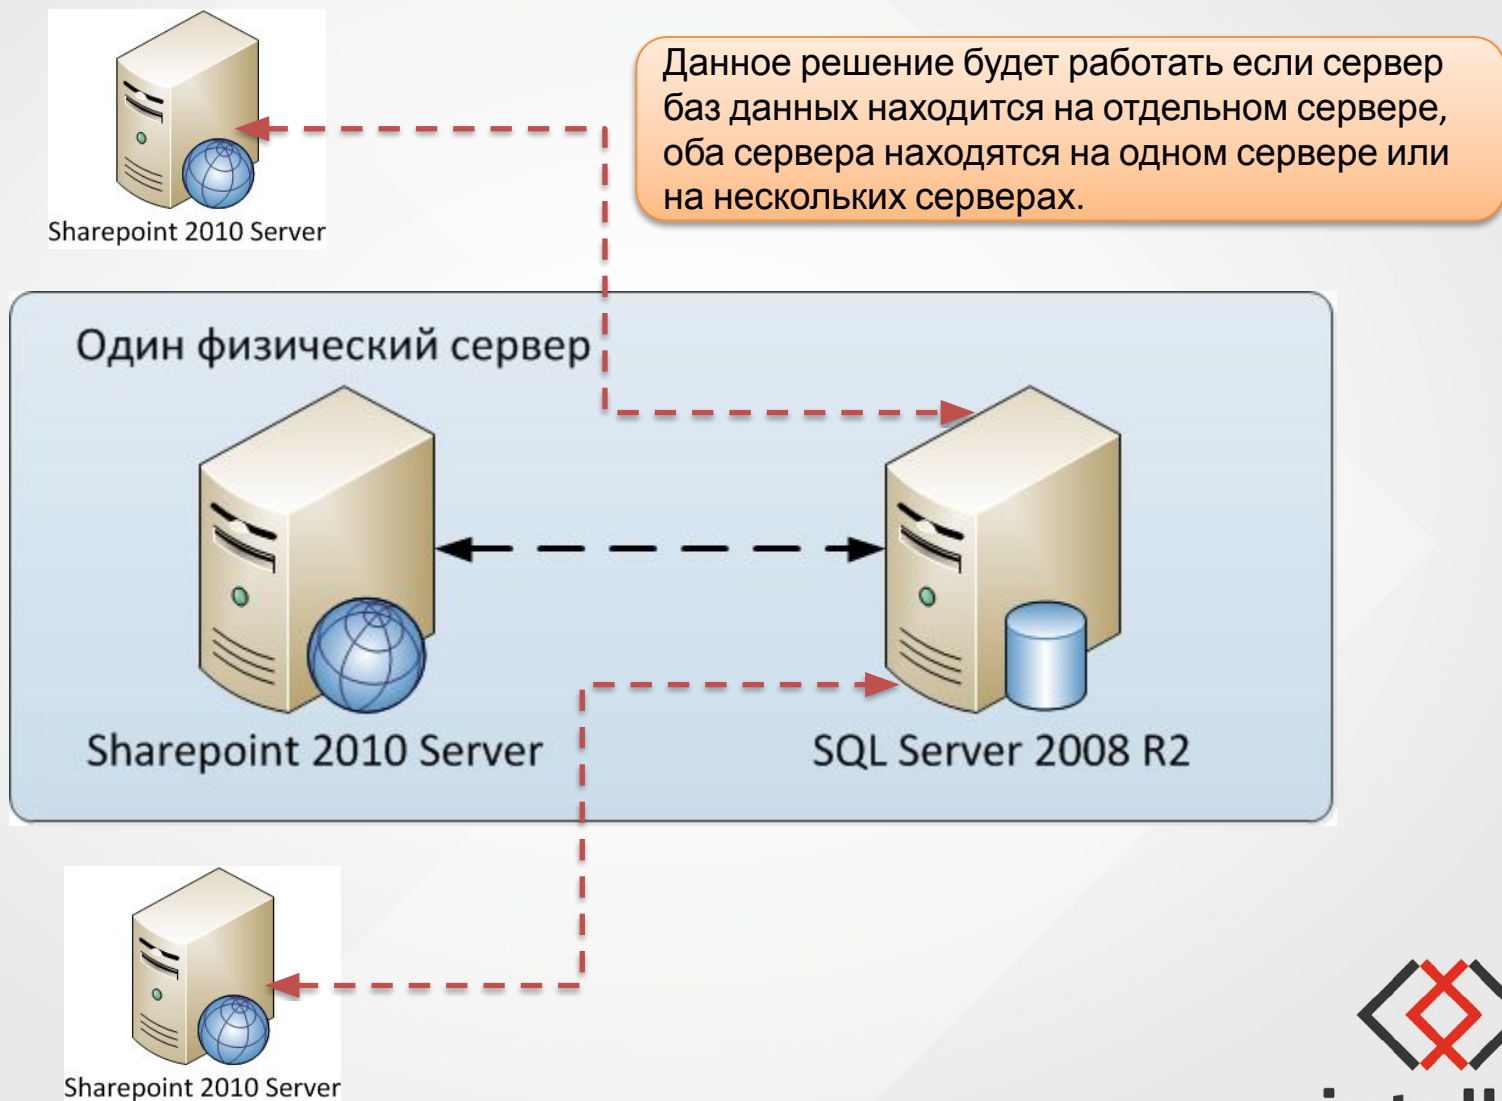 Данное решение будет работать если сервер
баз данных находится на отдельном сервере,
оба сервера находятся на одном сервере или
на нескольких серверах.
Sharepoint 2010 Server
Один физический сервер
Sharepoint 2010 Server
SQL Server 2008 R2
Sharepoint 2010 Server